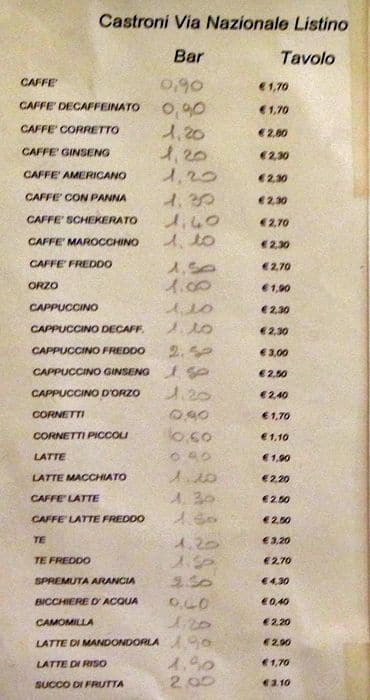 Castroni Via Nazionale Listino
Bar Tavolo
CAFFE' 0,90 € 1,70
CAFFE' DECAFFEINATO 0,90 € 1,70
CAFFE' CORRETTO 1,20 € 2,60
CAFFE' GINSENG 1,20 € 2,30
CAFFE' AMERICANO 1,20 € 2,30
CAFFE' CON PANNA 1,30 € 2,30
CAFFE' SCHEKERATO 1,40 € 2,70
CAFFE' MAROCCHINO 1,10 € 2,30
CAFFE' FREDDO 1,50 € 2,70
ORZO 1,00 € 1,90
CAPPUCCINO 1,10 € 2,30
CAPPUCCINO DECAFF. 1,10 € 2,30
CAPPUCCINO FREDDO 2,50 € 3,00
CAPPUCCINO GINSENG 1,50 € 2,50
CAPPUCCINO D'ORZO 1,20 € 2,40
CORNETTI 0,90 € 1,70
CORNETTI PICCOLI 0,60 € 1,10
LATTE 0,90 € 1,90
LATTE MACCHIATO 1,10 € 2,20
CAFFE' LATTE 1,30 € 2,50
CAFFE' LATTE FREDDO 1,50 € 2,50
TE 1,20 € 3,20
TE FREDDO 1,50 € 2,70
SPREMUTA ARANCIA 2,50 € 4,30
BICCHIERE D' ACQUA 0,40 € 0,40
CAMOMILLA 1,20 € 2,20
LATTE DI MANDONDORLA 1,90 € 2,90
LATTE DI RISO 1,90 € 1,70
SUCCO DI FRUTTA 2,00 € 3,10